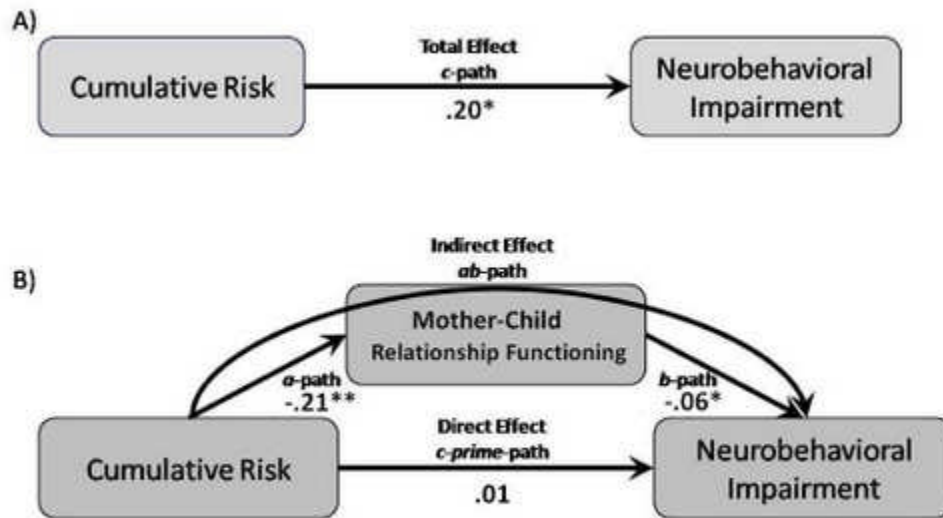 A)
Cumulative Risk
Total Effect
c-path
.20*
Neurobehavioral
Impairment
B)
Indirect Effect
ab-path
Mother-Child
Relationship Functioning
a-path
-.21**
b-path
-.06*
Cumulative Risk
Direct Effect
c-prime-path
.01
Neurobehavioral
Impairment